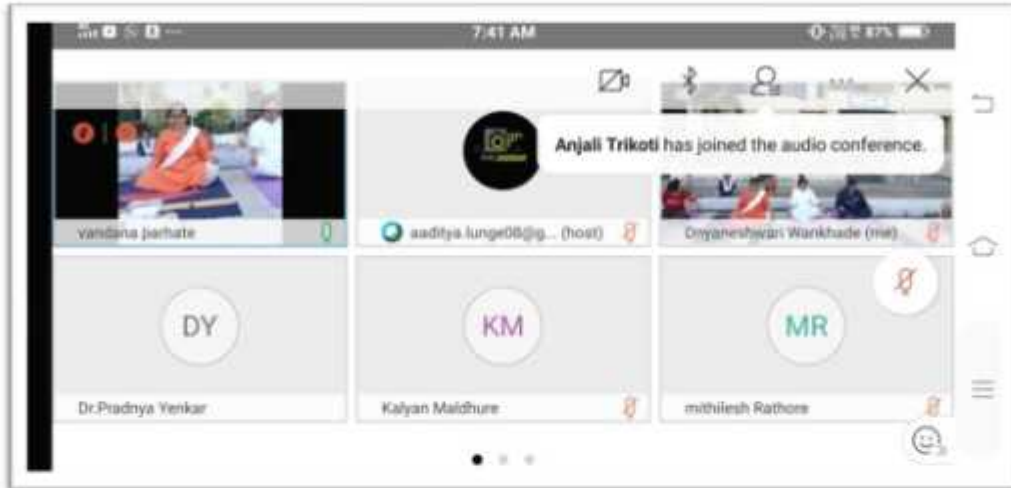 7:41 AM
87%
Anjali Trikoti has joined the audio conference.
vandana parhate
aaditya.lunge08@g... (host)
Dnyaneshwari Wankhade (me)
DY
KM
MR
Dr.Pradnya Yenkar
Kalyan Maldhure
mithilesh Rathore